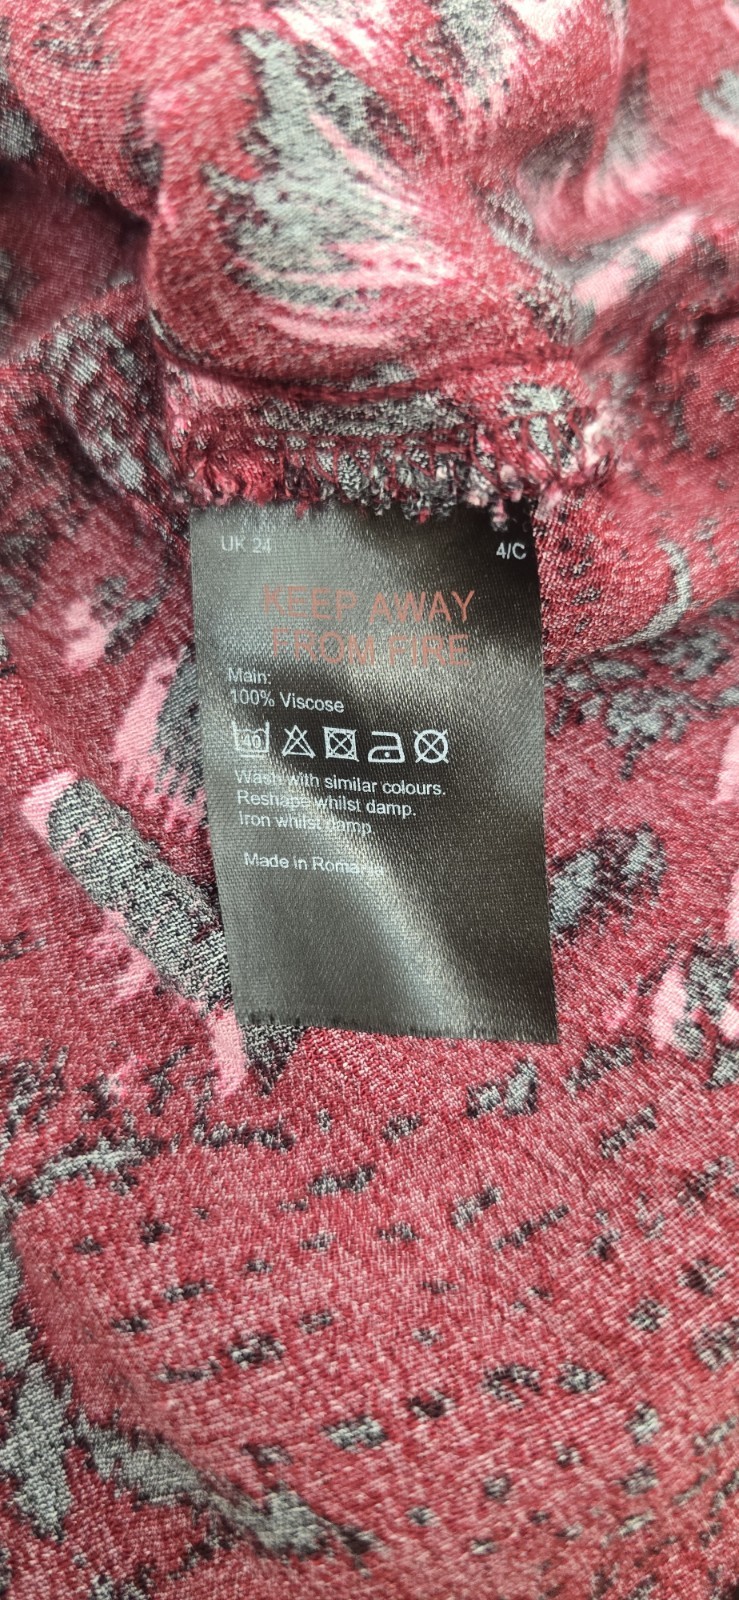 UK 24 4/C
KEEP AWAY
FROM FIRE
Main:
100% Viscose
40
Wash with similar colours.
Reshape whilst damp.
Iron whilst damp.
Made in Romania